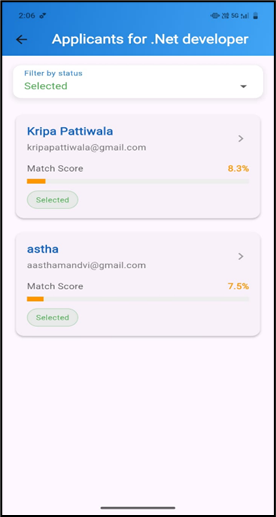 2:06
Applicants for .Net developer
Filter by status
Selected
Kripa Pattiwala
kripapattiwala@gmail.com
Match Score 8.3%
Selected
astha
aasthamandvi@gmail.com
Match Score 7.5%
Selected